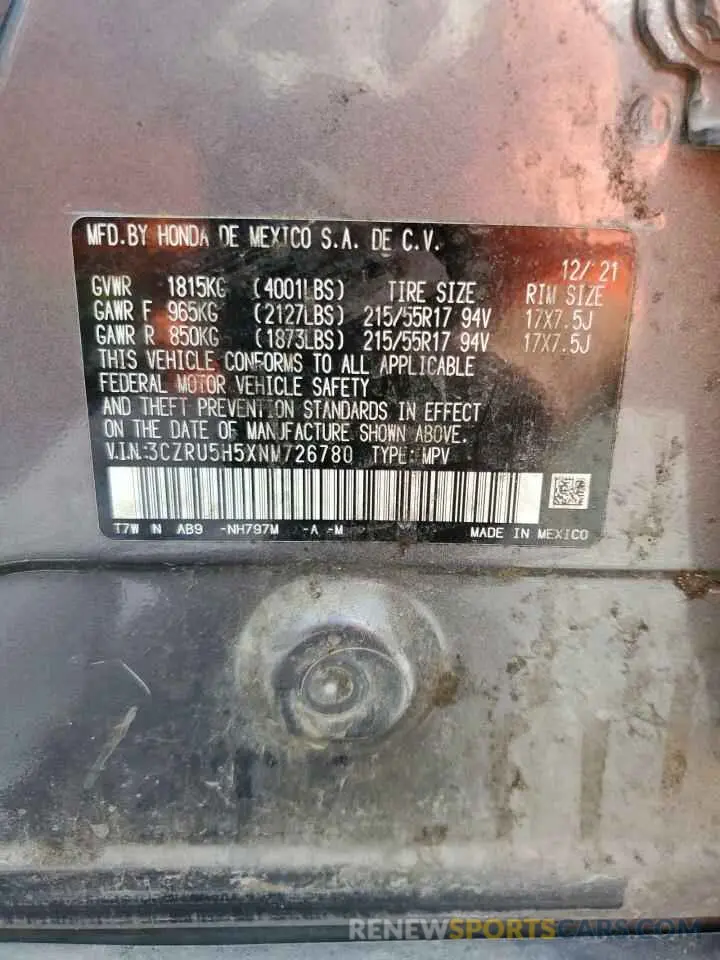 MFD.BY HONDA DE MEXICO S.A. DE C.V.
12/21
GVWR 1815KG (4001LBS) TIRE SIZE RIM SIZE
GAWR F 965KG (2127LBS) 215/55R17 94V 17X7.5J
GAWR R 850KG (1873LBS) 215/55R17 94V 17X7.5J
THIS VEHICLE CONFORMS TO ALL APPLICABLE
FEDERAL MOTOR VEHICLE SAFETY
AND THEFT PREVENTION STANDARDS IN EFFECT
ON THE DATE OF MANUFACTURE SHOWN ABOVE.
V.I.N:3CZRU5H5XNM726780 TYPE:MPV
T7W N AB9 -NH797M -A -M MADE IN MEXICO
RENEWSPORTSCARS.COM